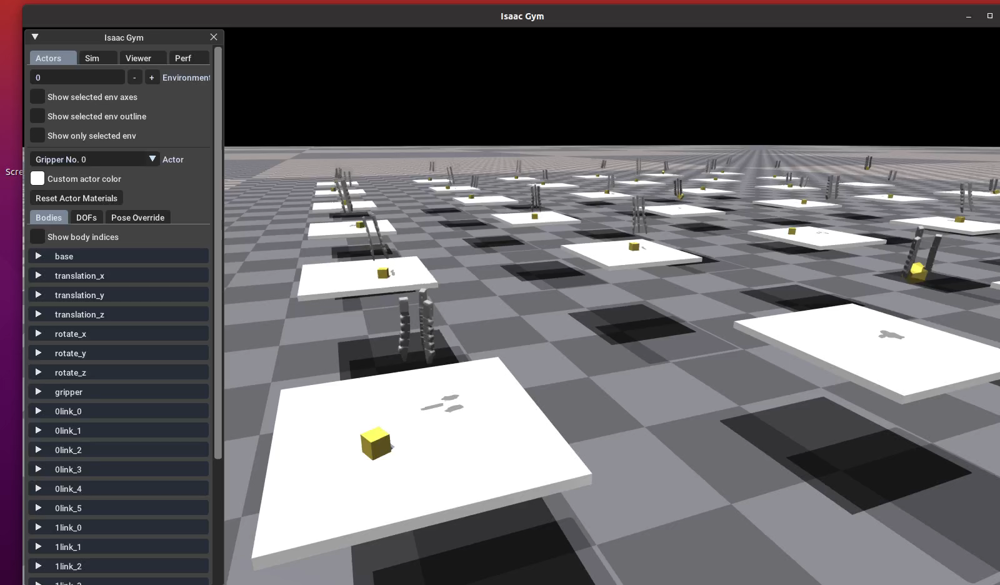 Isaac Gym
Isaac Gym
Actors Sim Viewer Perf
0 - + Environment
Show selected env axes
Show selected env outline
Show only selected env
Scre
Gripper No. 0 Actor
Custom actor color
Reset Actor Materials
Bodies DOFs Pose Override
Show body indices
base
translation_x
translation_y
translation_z
rotate_x
rotate_y
rotate_z
gripper
0link_0
0link_1
0link_2
0link_3
0link_4
0link_5
1link_0
1link_1
1link_2